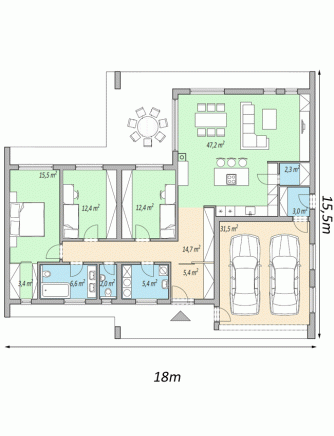 47,2 m²
15,5 m²
2,3 m²
12,4 m²
12,4 m²
3,0 m²
15,5m
31,5 m²
14,7 m²
5,4 m²
3,4 m²
6,6 m²
2,0 m²
5,4 m²
18m